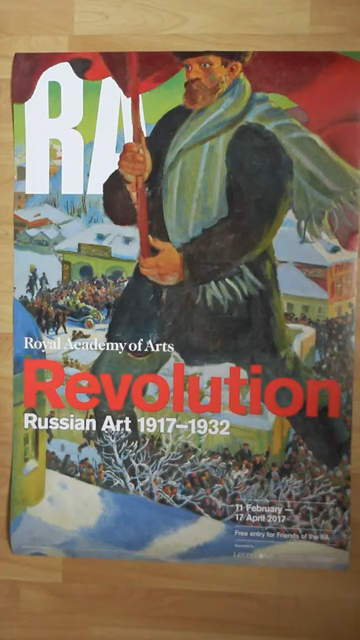 RA
Royal Academy of Arts
Revolution
Russian Art 1917–1932
11 February –
17 April 2017
Free entry for Friends of the RA